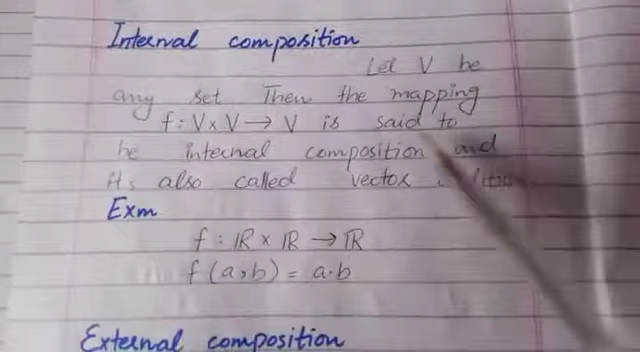 Internal composition
Let V be
any set Then the mapping
f : V x V → V is said to
be internal composition and
its also called vector
Exm
f : ℝ x ℝ → ℝ
f (a,b) = a.b
External composition